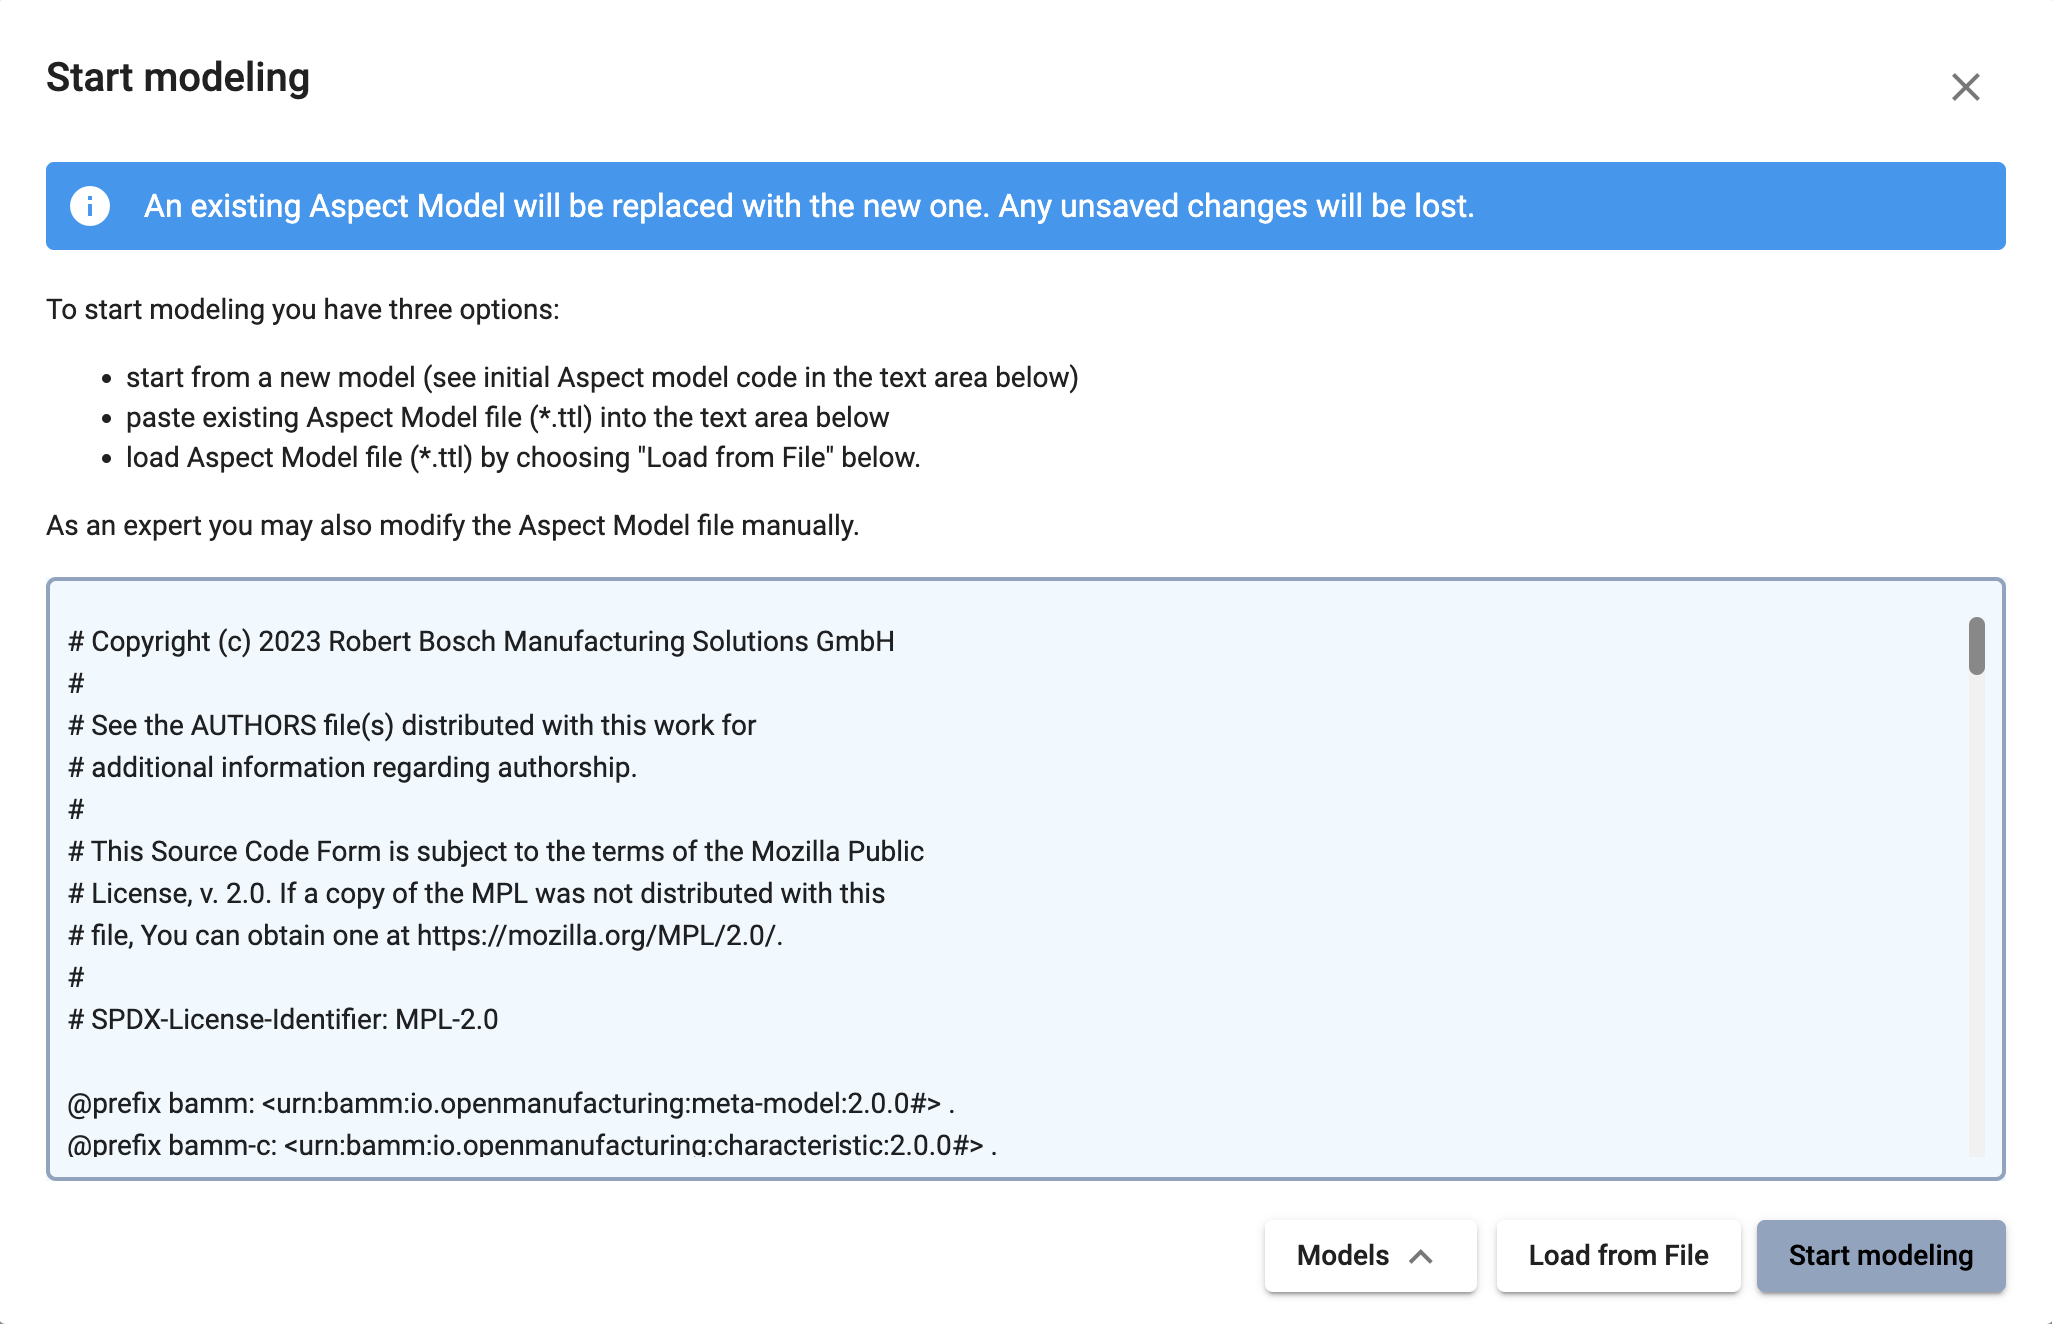 Start modeling
An existing Aspect Model will be replaced with the new one. Any unsaved changes will be lost.
To start modeling you have three options:
• start from a new model (see initial Aspect model code in the text area below)
• paste existing Aspect Model file (*.ttl) into the text area below
• load Aspect Model file (*.ttl) by choosing "Load from File" below.
As an expert you may also modify the Aspect Model file manually.
# Copyright (c) 2023 Robert Bosch Manufacturing Solutions GmbH
#
# See the AUTHORS file(s) distributed with this work for
# additional information regarding authorship.
#
# This Source Code Form is subject to the terms of the Mozilla Public
# License, v. 2.0. If a copy of the MPL was not distributed with this
# file, You can obtain one at https://mozilla.org/MPL/2.0/.
#
# SPDX-License-Identifier: MPL-2.0
@prefix bamm: <urn:bamm:io.openmanufacturing:meta-model:2.0.0#> .
@prefix bamm-c: <urn:bamm:io.openmanufacturing:characteristic:2.0.0#> .
Models
Load from File
Start modeling